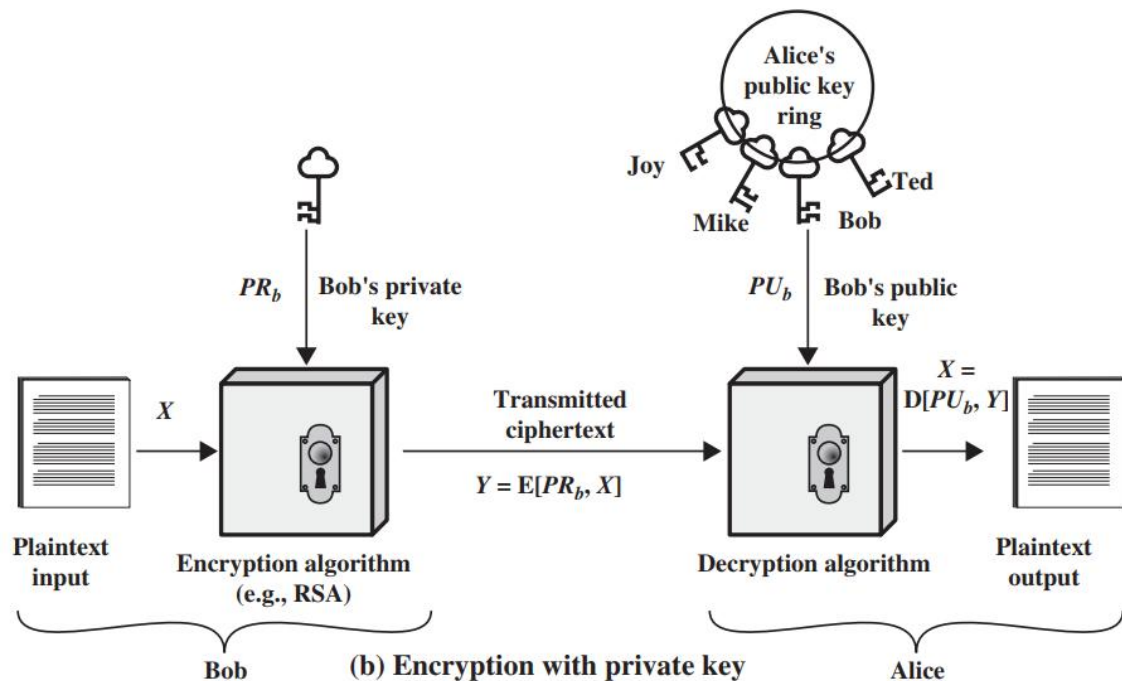 Alice's
public key
ring
Joy
Ted
Mike
Bob
PR_b
Bob's private
key
PU_b
Bob's public
key
X
Transmitted
ciphertext
X =
D[PU_b, Y]
Y = E[PR_b, X]
Plaintext
input
Encryption algorithm
(e.g., RSA)
Decryption algorithm
Plaintext
output
Bob
(b) Encryption with private key
Alice